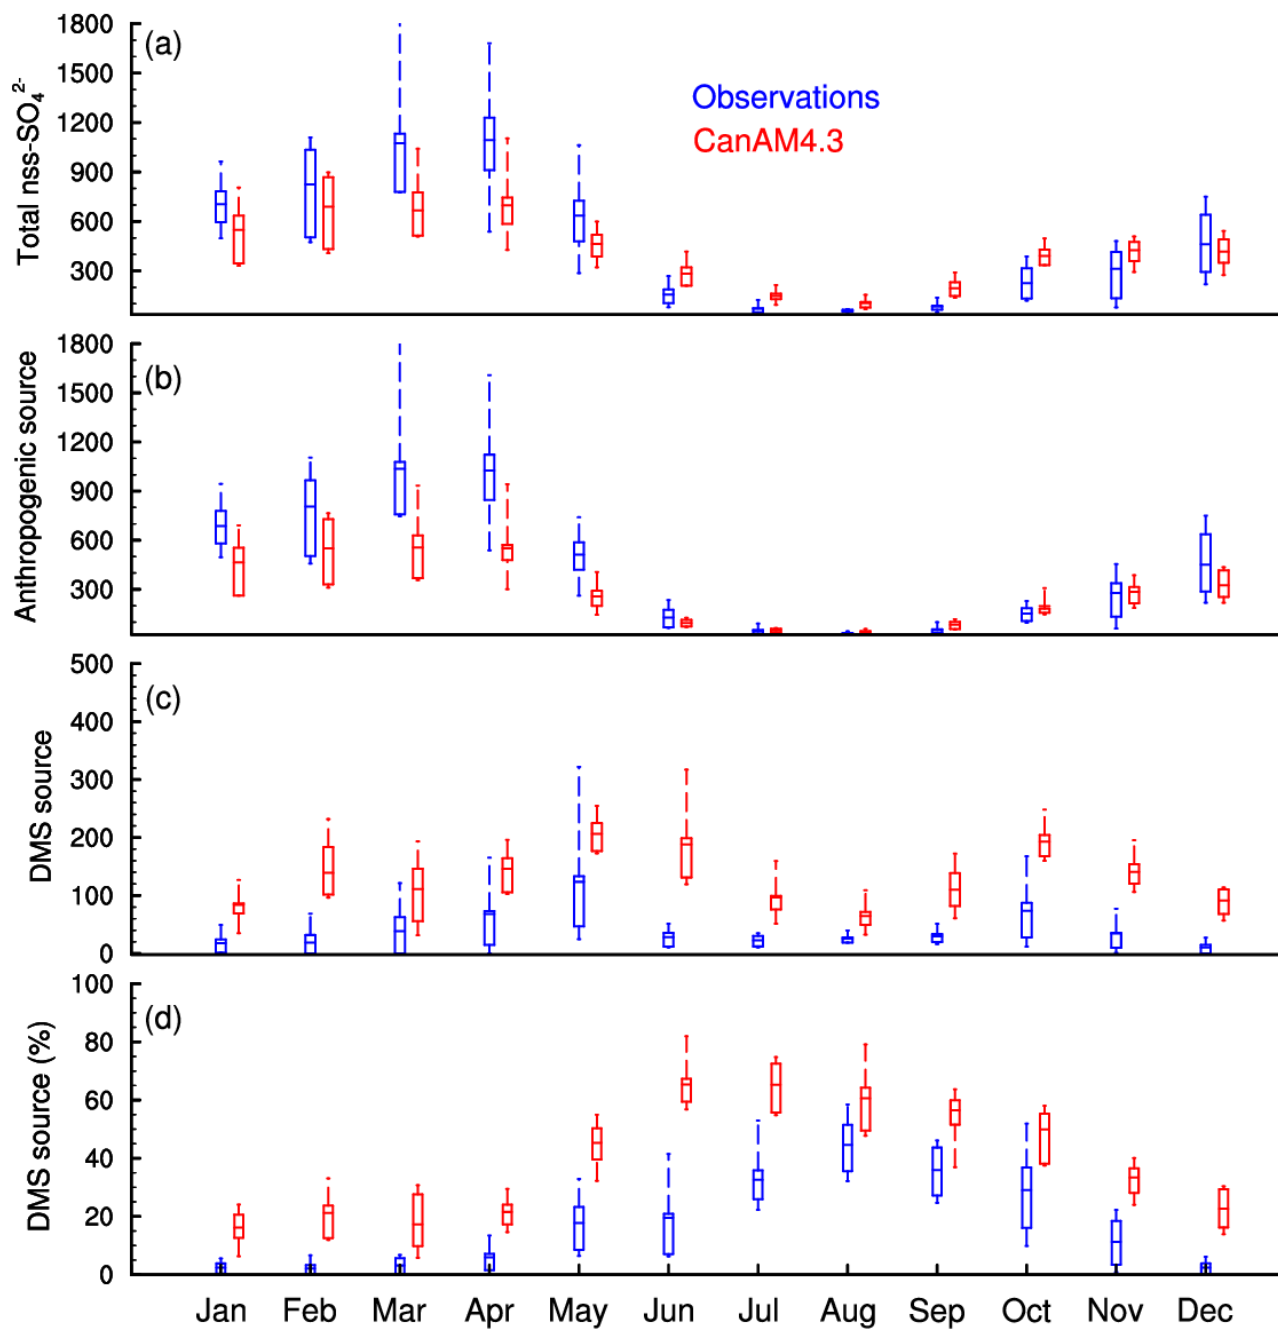 1800
(a)
1500
Observations
1200
CanAM4.3
900
600
300
Total nss-SO₄²⁻
1800
(b)
1500
1200
900
600
300
Anthropogenic source
500
(c)
400
300
200
100
0
DMS source
100
(d)
80
60
40
20
0
DMS source (%)
Jan Feb Mar Apr May Jun Jul Aug Sep Oct Nov Dec